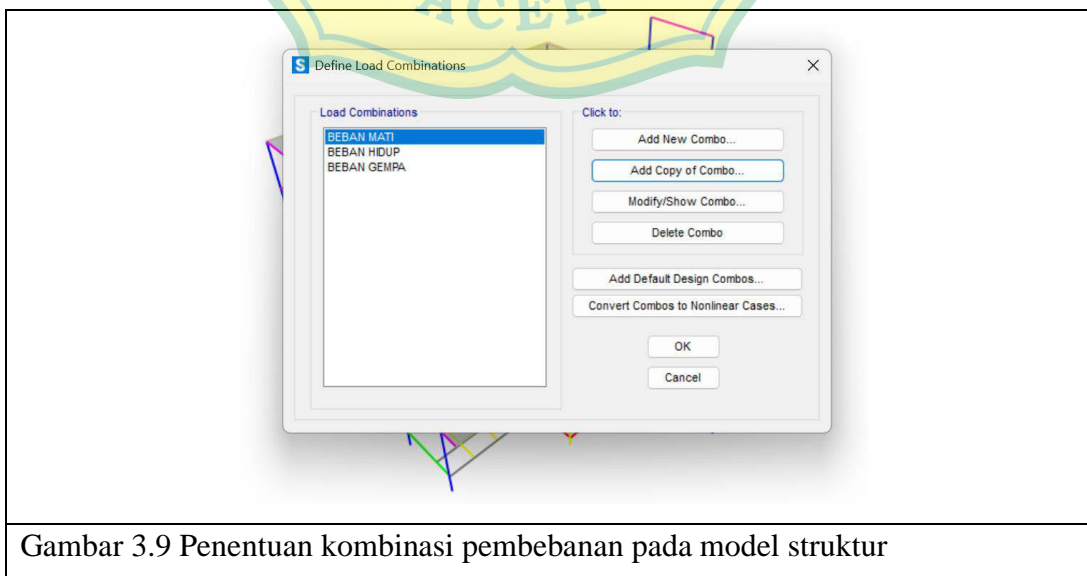 ACEH
S Define Load Combinations
Load Combinations
BEBAN MATI
BEBAN HIDUP
BEBAN GEMPA
Click to:
Add New Combo...
Add Copy of Combo...
Modify/Show Combo...
Delete Combo
Add Default Design Combos...
Convert Combos to Nonlinear Cases...
OK
Cancel
Gambar 3.9 Penentuan kombinasi pembebanan pada model struktur